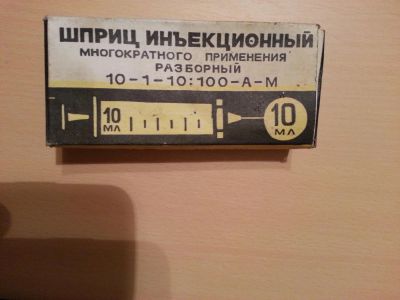 ШПРИЦ ИНЪЕКЦИОННЫЙ
МНОГОКРАТНОГО ПРИМЕНЕНИЯ
РАЗБОРНЫЙ
10-1-10:100-А-М
10
МЛ
10
МЛ